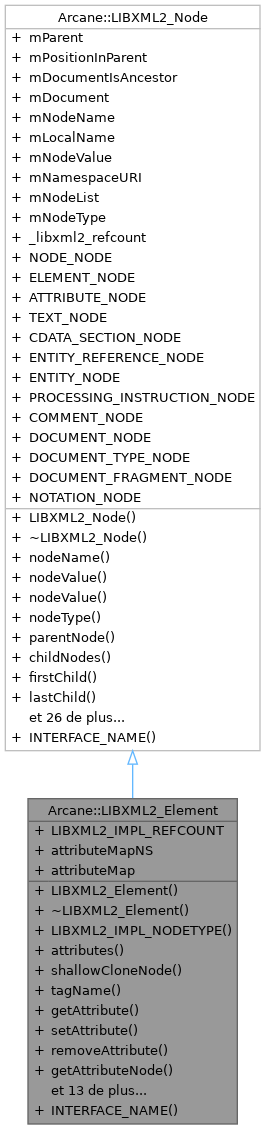 Arcane::LIBXML2_Node
+ mParent
+ mPositionInParent
+ mDocumentIsAncestor
+ mDocument
+ mNodeName
+ mLocalName
+ mNodeValue
+ mNamespaceURI
+ mNodeList
+ mNodeType
+ _libxml2_refcount
+ NODE_NODE
+ ELEMENT_NODE
+ ATTRIBUTE_NODE
+ TEXT_NODE
+ CDATA_SECTION_NODE
+ ENTITY_REFERENCE_NODE
+ ENTITY_NODE
+ PROCESSING_INSTRUCTION_NODE
+ COMMENT_NODE
+ DOCUMENT_NODE
+ DOCUMENT_TYPE_NODE
+ DOCUMENT_FRAGMENT_NODE
+ NOTATION_NODE
+ LIBXML2_Node()
+ ~LIBXML2_Node()
+ nodeName()
+ nodeValue()
+ nodeValue()
+ nodeType()
+ parentNode()
+ childNodes()
+ firstChild()
+ lastChild()
et 26 de plus...
+ INTERFACE_NAME()
Arcane::LIBXML2_Element
+ LIBXML2_IMPL_REFCOUNT
+ attributeMapNS
+ attributeMap
+ LIBXML2_Element()
+ ~LIBXML2_Element()
+ LIBXML2_IMPL_NODETYPE()
+ attributes()
+ shallowCloneNode()
+ tagName()
+ getAttribute()
+ setAttribute()
+ removeAttribute()
+ getAttributeNode()
et 13 de plus...
+ INTERFACE_NAME()